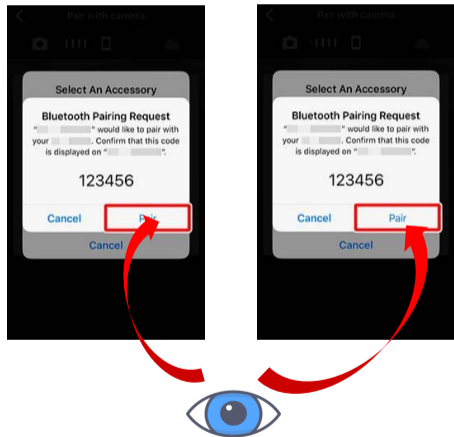 Pair with camera
Select An Accessory
Bluetooth Pairing Request
" " would like to pair with
your . Confirm that this code
is displayed on " ".
123456
Cancel Pair
Cancel
Pair with camera
Select An Accessory
Bluetooth Pairing Request
" " would like to pair with
your . Confirm that this code
is displayed on " ".
123456
Cancel Pair
Cancel